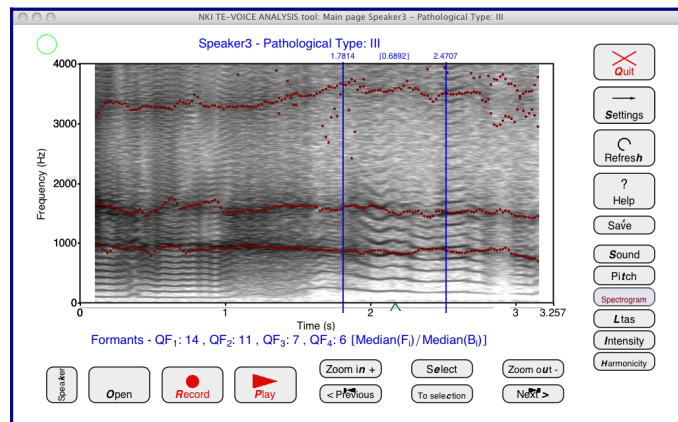 NKI TE-VOICE ANALYSIS tool: Main page Speaker3 - Pathological Type: III
Speaker3 - Pathological Type: III
1.7814 [0.6892] 2.4707
4000
3000
2000
1000
0
Frequency (Hz)
0 1 2 3 3.257
Time (s)
Formants - QF₁: 14 , QF₂: 11 , QF₃: 7 , QF₄: 6 [Median(Fᵢ)/Median(Bᵢ)]
Quit
Settings
Refresh
?
Help
Save
Sound
Pitch
Spectrogram
Ltas
Intensity
Harmonicity
Speaker
Open
Record
Play
Zoom in +
Select
Zoom out -
< Previous
To selection
Next >